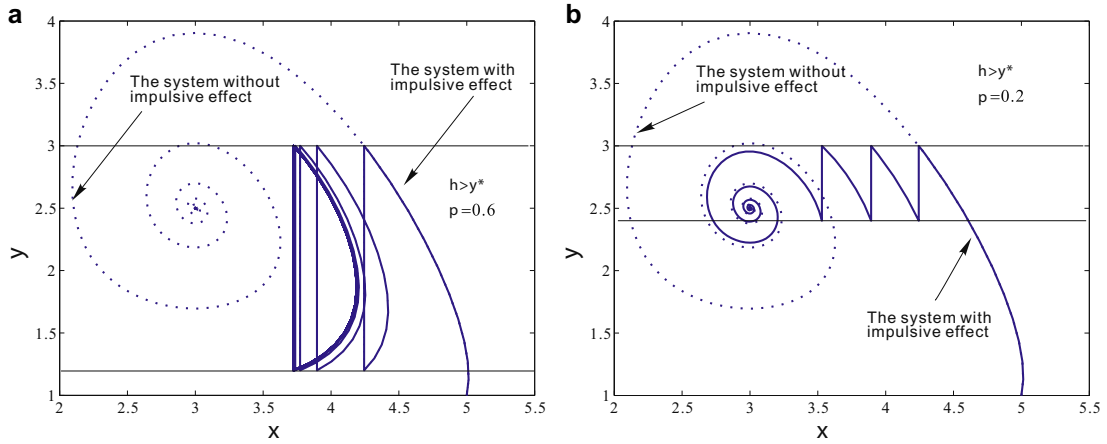 a
4
3.5
3
2.5
2
1.5
1
2
2.5
3
3.5
4
4.5
5
5.5
x
y
The system without
impulsive effect
The system with
impulsive effect
h>y*
p=0.6
b
4
3.5
3
2.5
2
1.5
1
2
2.5
3
3.5
4
4.5
5
5.5
x
y
The system without
impulsive effect
h>y*
p=0.2
The system with
impulsive effect